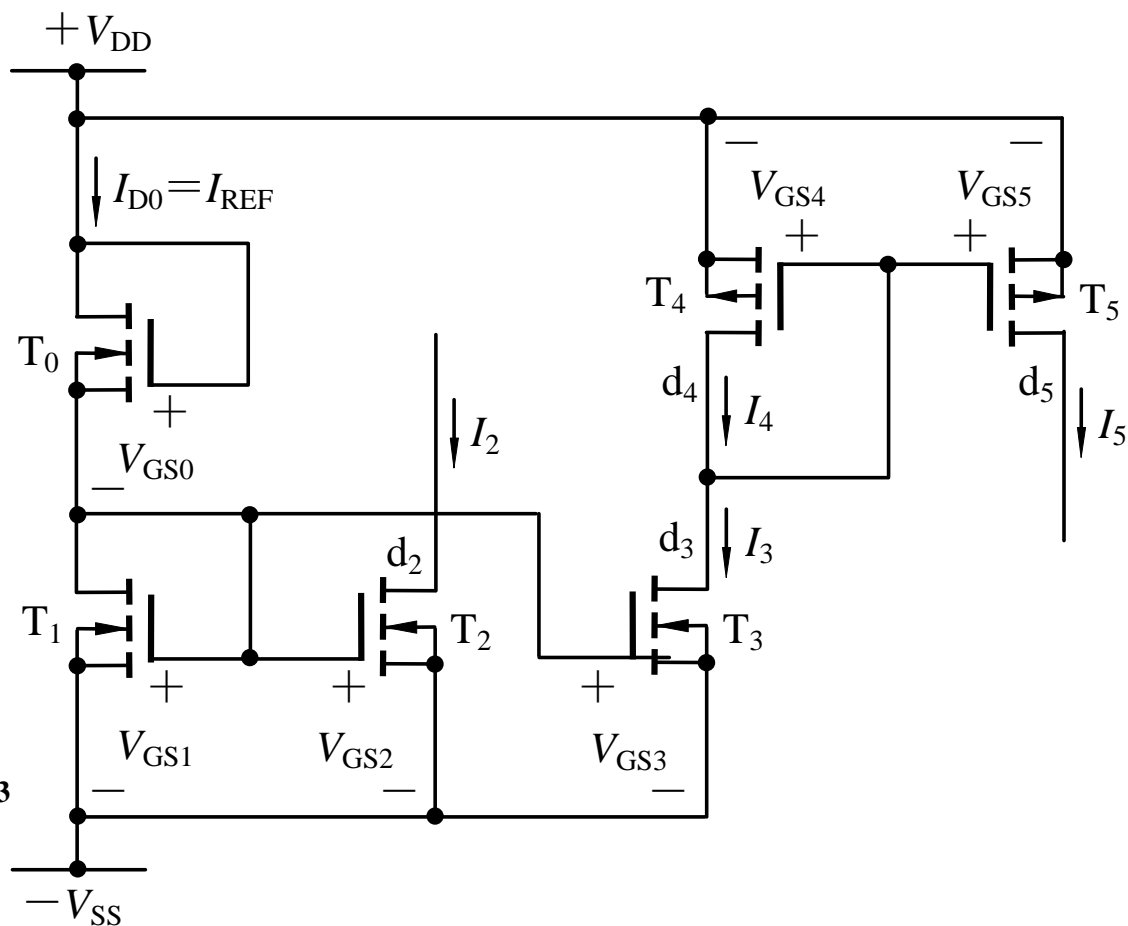 +V_DD
I_D0=I_REF
− −
V_GS4 V_GS5
+ +
T_4 T_5
T_0
+
d_4 d_5
V_GS0
I_2 I_4 I_5
−
d_2 d_3 I_3
T_1 T_2 T_3
+ + +
V_GS1 V_GS2 V_GS3
3
− − −
−V_SS